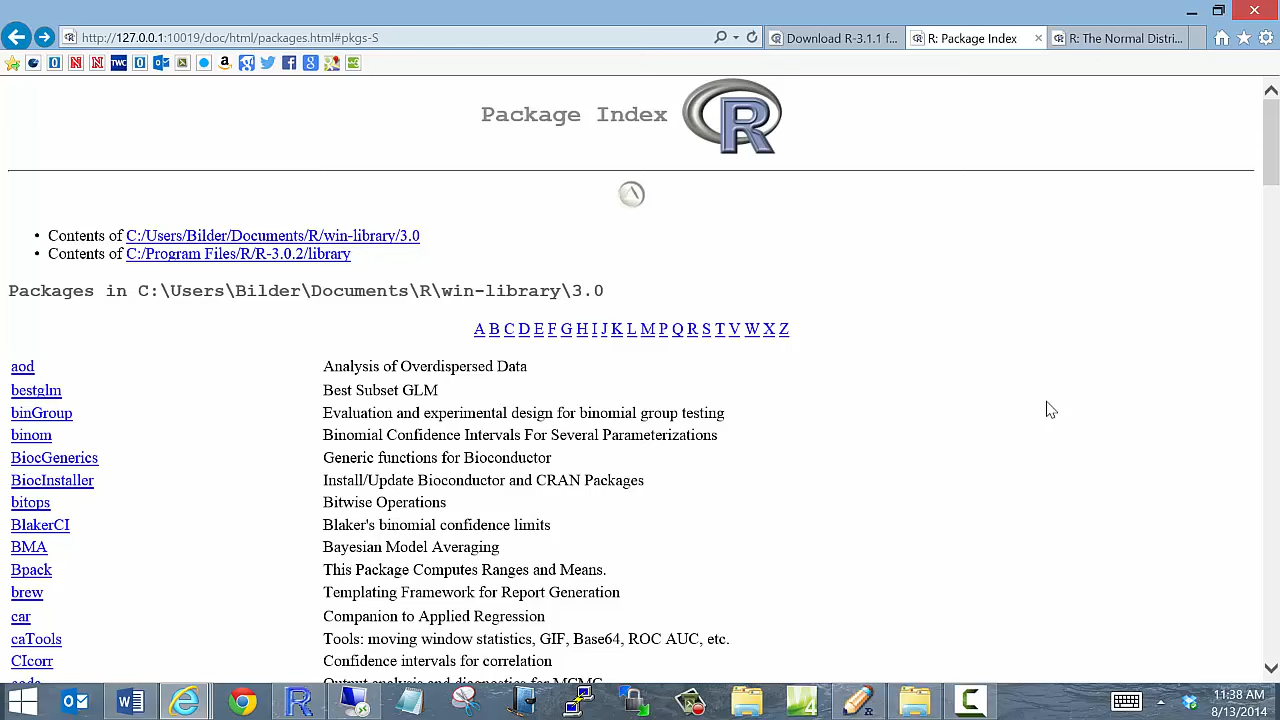 http://127.0.0.1:10019/doc/html/packages.html#pkgs-S
Download R-3.1.1 f...
R: Package Index
R: The Normal Distri...
Package Index
R
• Contents of C:/Users/Bilder/Documents/R/win-library/3.0
• Contents of C:/Program Files/R/R-3.0.2/library
Packages in C:\Users\Bilder\Documents\R\win-library\3.0
A B C D E F G H I J K L M P Q R S T V W X Z
aod Analysis of Overdispersed Data
bestglm Best Subset GLM
binGroup Evaluation and experimental design for binomial group testing
binom Binomial Confidence Intervals For Several Parameterizations
BiocGenerics Generic functions for Bioconductor
BiocInstaller Install/Update Bioconductor and CRAN Packages
bitops Bitwise Operations
BlakerCI Blaker's binomial confidence limits
BMA Bayesian Model Averaging
Bpack This Package Computes Ranges and Means.
brew Templating Framework for Report Generation
car Companion to Applied Regression
caTools Tools: moving window statistics, GIF, Base64, ROC AUC, etc.
CIcorr Confidence intervals for correlation
coda Output analysis and diagnostics for MCMC
11:38 AM
8/13/2014